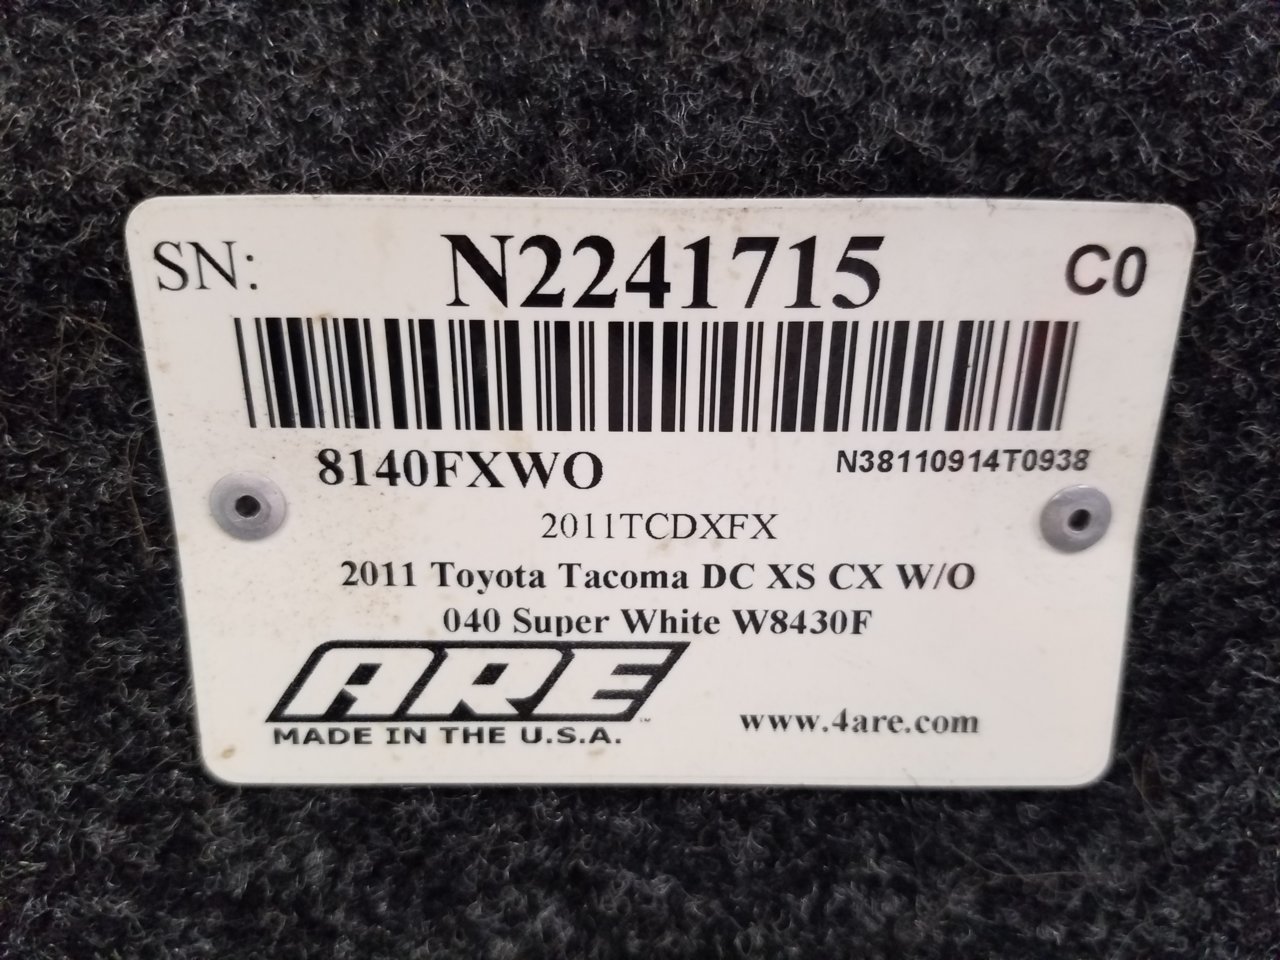 SN: N2241715 C0
8140FXWO N38110914T0938
2011TCDXFX
2011 Toyota Tacoma DC XS CX W/O
040 Super White W8430F
ARE™
MADE IN THE U.S.A.
www.4are.com